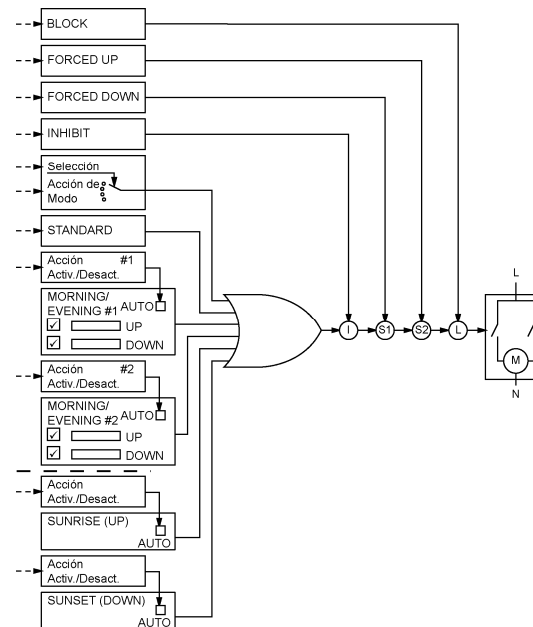 BLOCK
FORCED UP
FORCED DOWN
INHIBIT
Selección
Acción de
Modo
STANDARD
Acción #1
Activ./Desact.
MORNING/
EVENING #1 AUTO
UP
DOWN
Acción #2
Activ./Desact.
MORNING/
EVENING #2 AUTO
UP
DOWN
Acción
Activ./Desact.
SUNRISE (UP)
AUTO
Acción
Activ./Desact.
SUNSET (DOWN)
AUTO
I
S1
S2
L
L
M
N